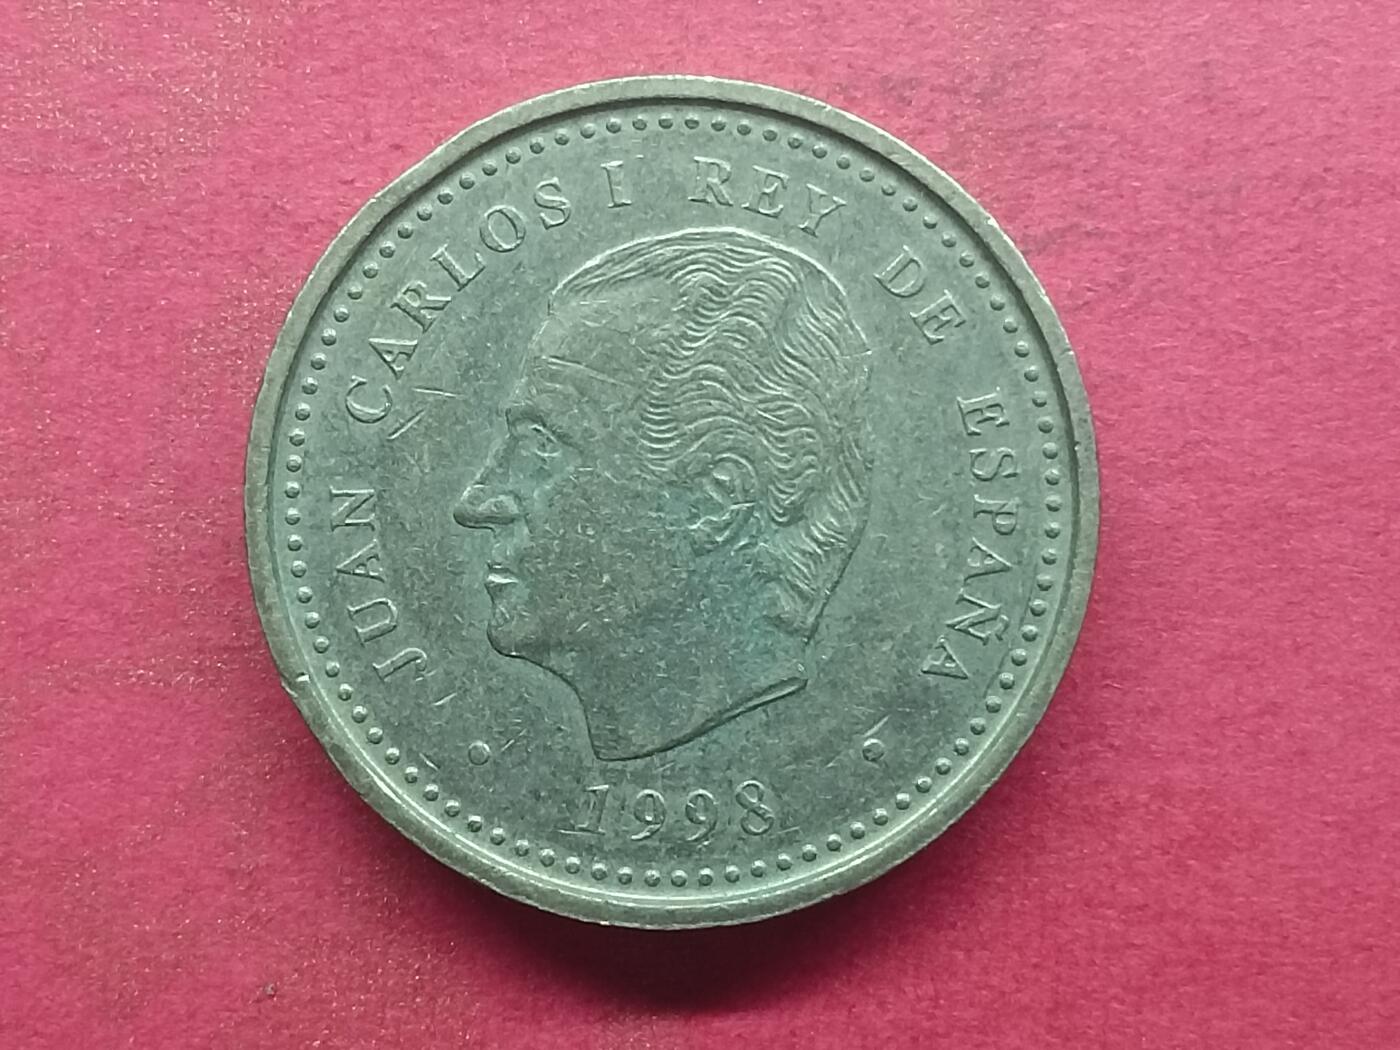 JUAN CARLOS I REY DE ESPAÑA
1998